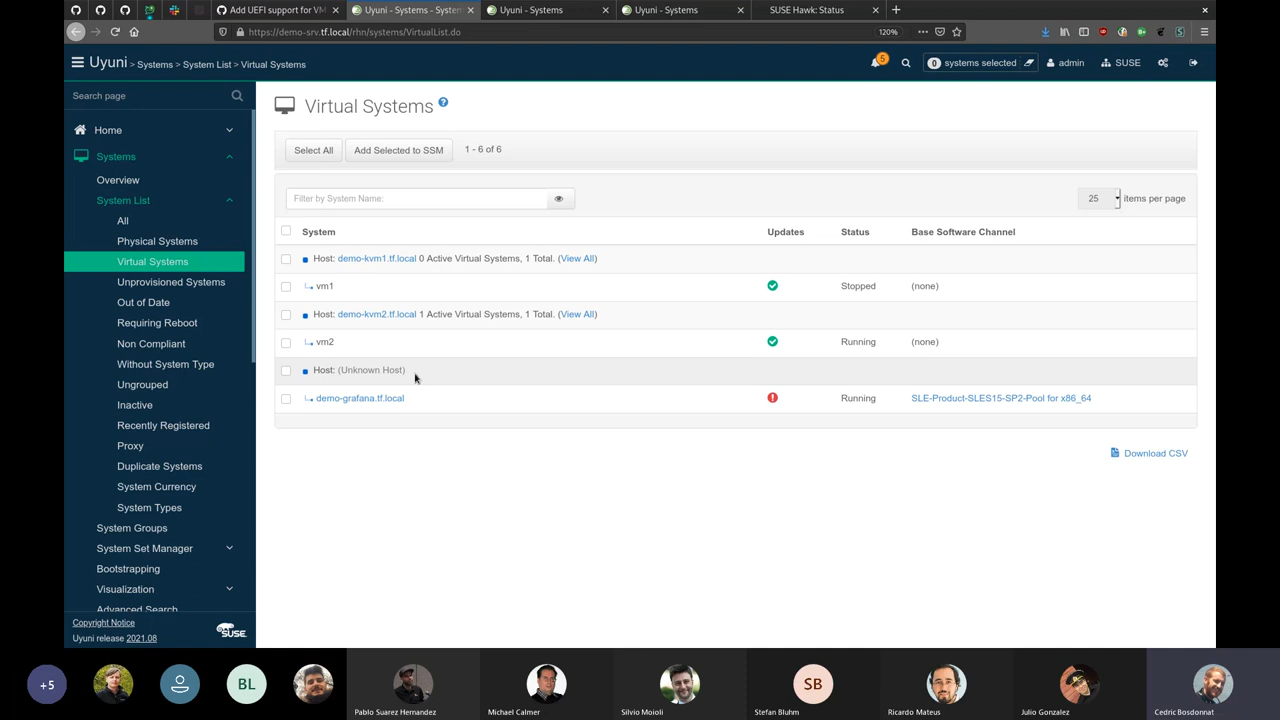 Add UEFI support for VM
Uyuni - Systems - System
Uyuni - Systems
Uyuni - Systems
SUSE Hawk: Status
https://demo-srv.tf.local/rhn/systems/VirtualList.do
120%
Uyuni > Systems > System List > Virtual Systems
5
0 systems selected
admin
SUSE
Search page
Home
Systems
Overview
System List
All
Physical Systems
Virtual Systems
Unprovisioned Systems
Out of Date
Requiring Reboot
Non Compliant
Without System Type
Ungrouped
Inactive
Recently Registered
Proxy
Duplicate Systems
System Currency
System Types
System Groups
System Set Manager
Bootstrapping
Visualization
Advanced Search
Copyright Notice
Uyuni release 2021.08
SUSE
Virtual Systems ?
Select All
Add Selected to SSM
1 - 6 of 6
Filter by System Name:
25 items per page
System Updates Status Base Software Channel
Host: demo-kvm1.tf.local 0 Active Virtual Systems, 1 Total. (View All)
vm1 Stopped (none)
Host: demo-kvm2.tf.local 1 Active Virtual Systems, 1 Total. (View All)
vm2 Running (none)
Host: (Unknown Host)
demo-grafana.tf.local Running SLE-Product-SLES15-SP2-Pool for x86_64
Download CSV
+5
BL
SB
Pablo Suarez Hernandez
Michael Calmer
Silvio Moioli
Stefan Bluhm
Ricardo Mateus
Julio Gonzalez
Cedric Bosdonnat